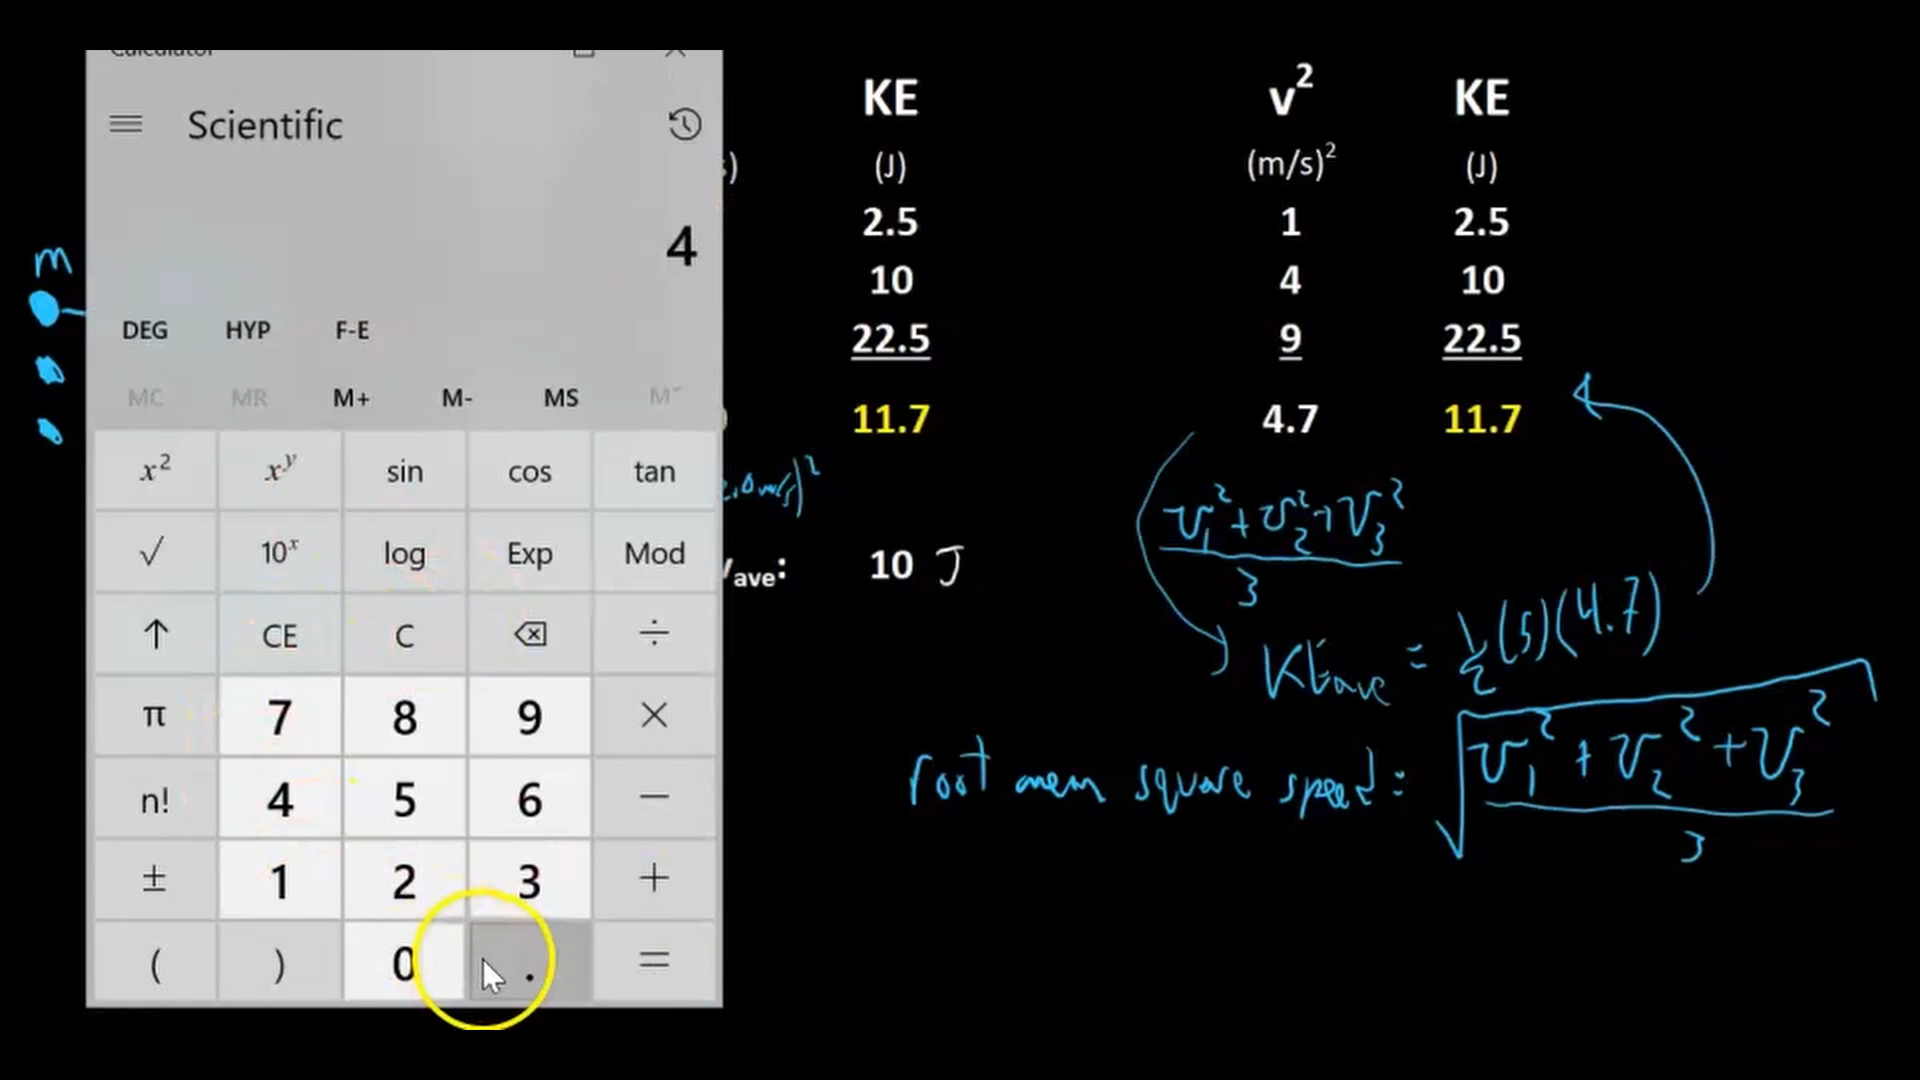 Calculator
Scientific
4
DEG HYP F-E
MC MR M+ M- MS M˅
x² xʸ sin cos tan
√ 10ˣ log Exp Mod
↑ CE C ⌫ ÷
π 7 8 9 ×
n! 4 5 6 −
± 1 2 3 +
( ) 0 . =
m
KE
(J)
2.5
10
22.5
11.7
.0 m/s)²
ave: 10 J
v² KE
(m/s)² (J)
1 2.5
4 10
9 22.5
4.7 11.7
v₁² + v₂² + v₃²
3
KEave = ½(5)(4.7)
root mean square speed = √ v₁² + v₂² + v₃²
3